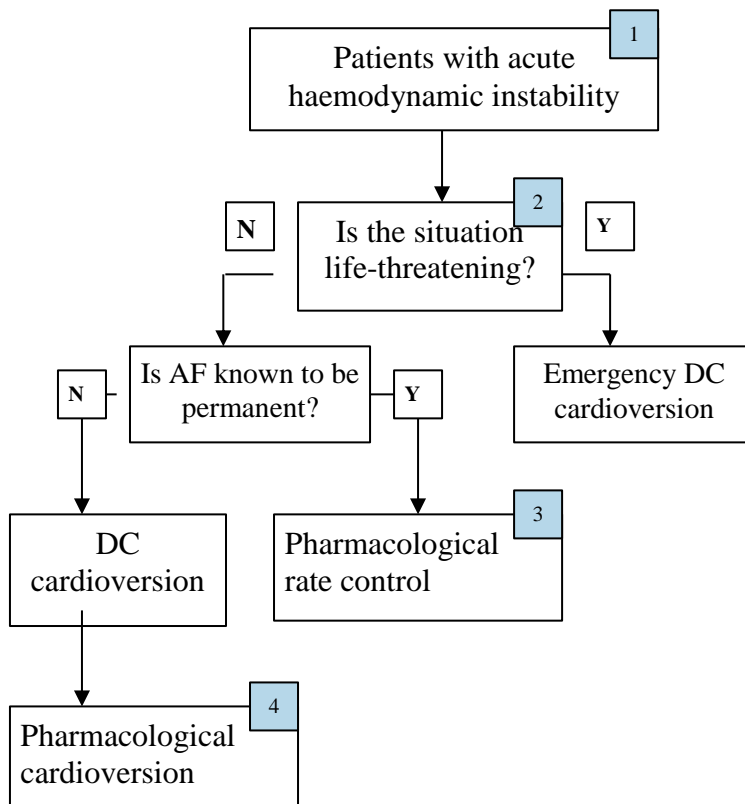 1
Patients with acute
haemodynamic instability
2
N
Is the situation
life-threatening?
Y
N
Is AF known to be
permanent?
Y
Emergency DC
cardioversion
3
DC
cardioversion
Pharmacological
rate control
4
Pharmacological
cardioversion